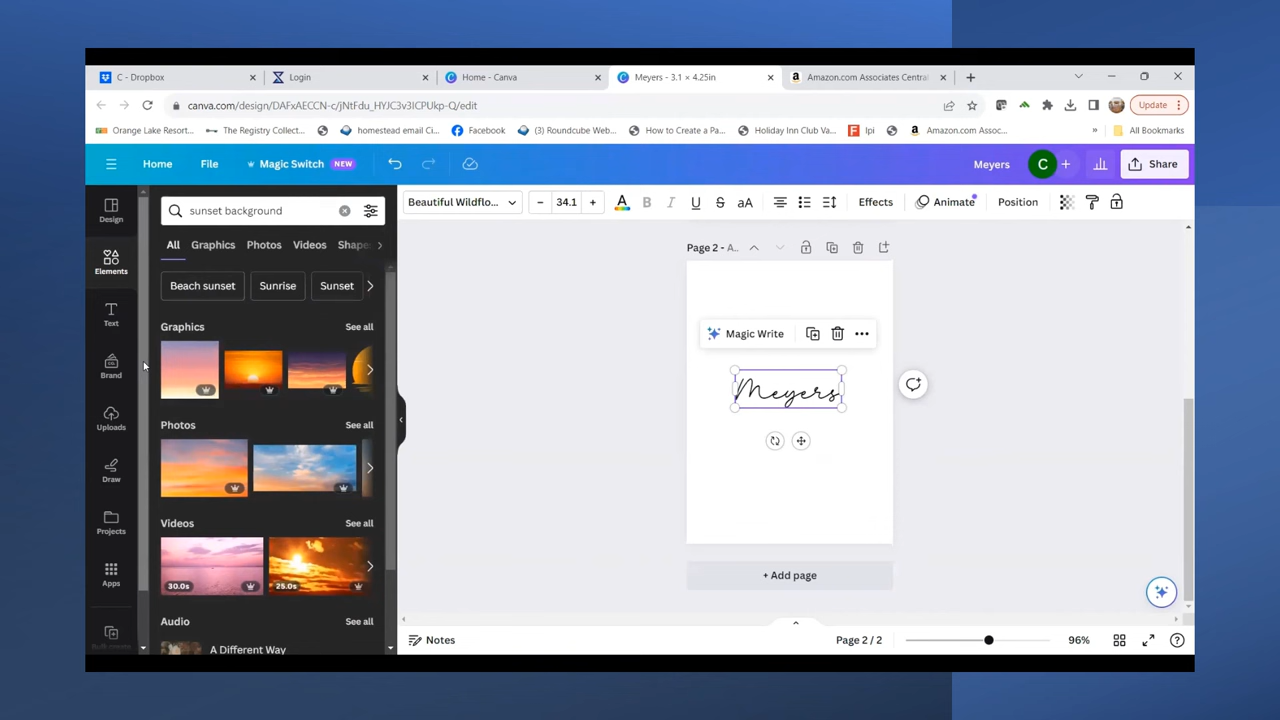 C - Dropbox
Login
Home - Canva
Meyers - 3.1 × 4.25in
Amazon.com Associates Central
canva.com/design/DAFxAECCN-c/jNtFdu_HYJC3v3ICPUkp-Q/edit
Update
Orange Lake Resort...
The Registry Collect...
homestead email Ci...
Facebook
(3) Roundcube Web...
How to Create a Pa...
Holiday Inn Club Va...
Ipi
Amazon.com Assoc...
»
All Bookmarks
Home
File
Magic Switch
NEW
Meyers
C
Share
Design
Elements
Text
Brand
Uploads
Draw
Projects
Apps
sunset background
All
Graphics
Photos
Videos
Shape
Beach sunset
Sunrise
Sunset
Graphics
See all
Photos
See all
Videos
See all
30.0s
25.0s
Audio
See all
A Different Way
Beautiful Wildflo...
34.1
A
B
I
U
S
aA
Effects
Animate
Position
Page 2 - A..
Magic Write
Meyers
+ Add page
Notes
Page 2 / 2
96%